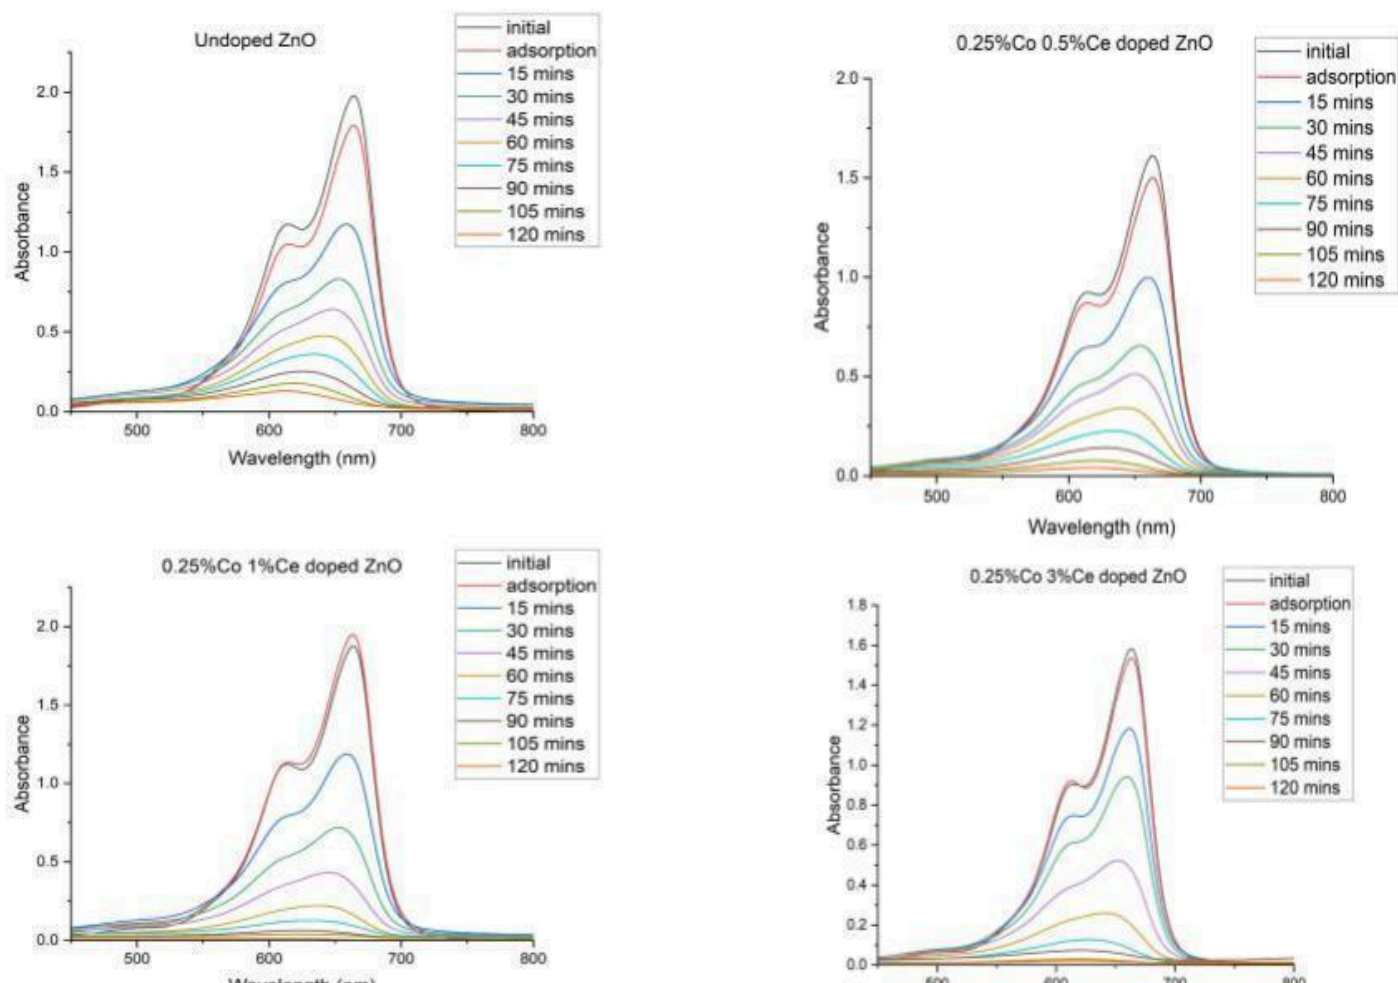 Undoped ZnO
initial
adsorption
15 mins
30 mins
45 mins
60 mins
75 mins
90 mins
105 mins
120 mins
2.0
1.5
1.0
0.5
0.0
Absorbance
500
600
700
800
Wavelength (nm)
0.25%Co 0.5%Ce doped ZnO
initial
adsorption
15 mins
30 mins
45 mins
60 mins
75 mins
90 mins
105 mins
120 mins
2.0
1.5
1.0
0.5
0.0
Absorbance
500
600
700
800
Wavelength (nm)
0.25%Co 1%Ce doped ZnO
initial
adsorption
15 mins
30 mins
45 mins
60 mins
75 mins
90 mins
105 mins
120 mins
2.0
1.5
1.0
0.5
0.0
Absorbance
500
600
700
800
Wavelength (nm)
0.25%Co 3%Ce doped ZnO
initial
adsorption
15 mins
30 mins
45 mins
60 mins
75 mins
90 mins
105 mins
120 mins
1.8
1.6
1.4
1.2
1.0
0.8
0.6
0.4
0.2
0.0
Absorbance
500
600
700
800